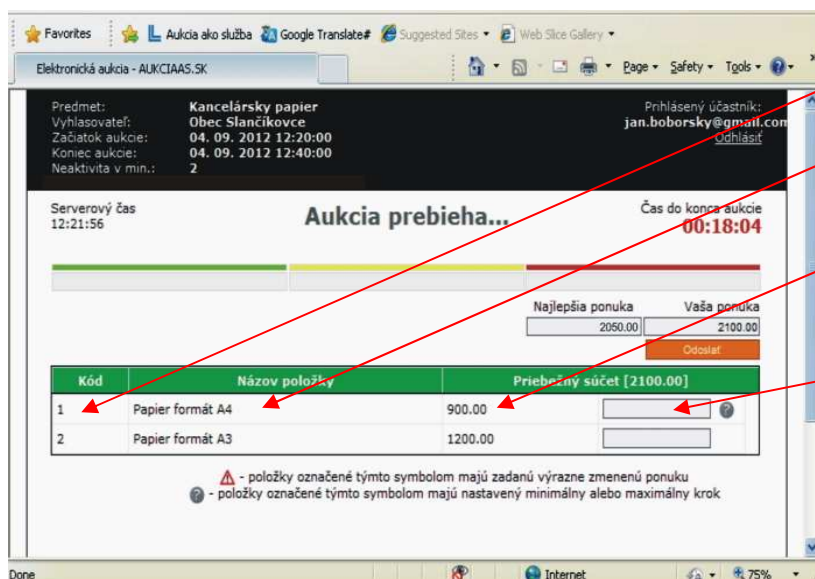 Favorites Aukcia ako služba Google Translate# Suggested Sites Web Slice Gallery
Elektronická aukcia - AUKCIAAS.SK Page Safety Tools
Predmet: Kancelársky papier Prihlásený účastník:
Vyhlasovateľ: Obec Slančíkovce jan.boborsky@gmail.com
Začiatok aukcie: 04. 09. 2012 12:20:00 Odhlásiť
Koniec aukcie: 04. 09. 2012 12:40:00
Neaktivita v min.: 2
Serverový čas Aukcia prebieha... Čas do konca aukcie
12:21:56 00:18:04
Najlepšia ponuka Vaša ponuka
2050.00 2100.00
Odoslať
Kód Názov položky Priebežný súčet [2100.00]
1 Papier formát A4 900.00
2 Papier formát A3 1200.00
- položky označené týmto symbolom majú zadanú výrazne zmenenú ponuku
- položky označené týmto symbolom majú nastavený minimálny alebo maximálny krok
Done Internet 75%